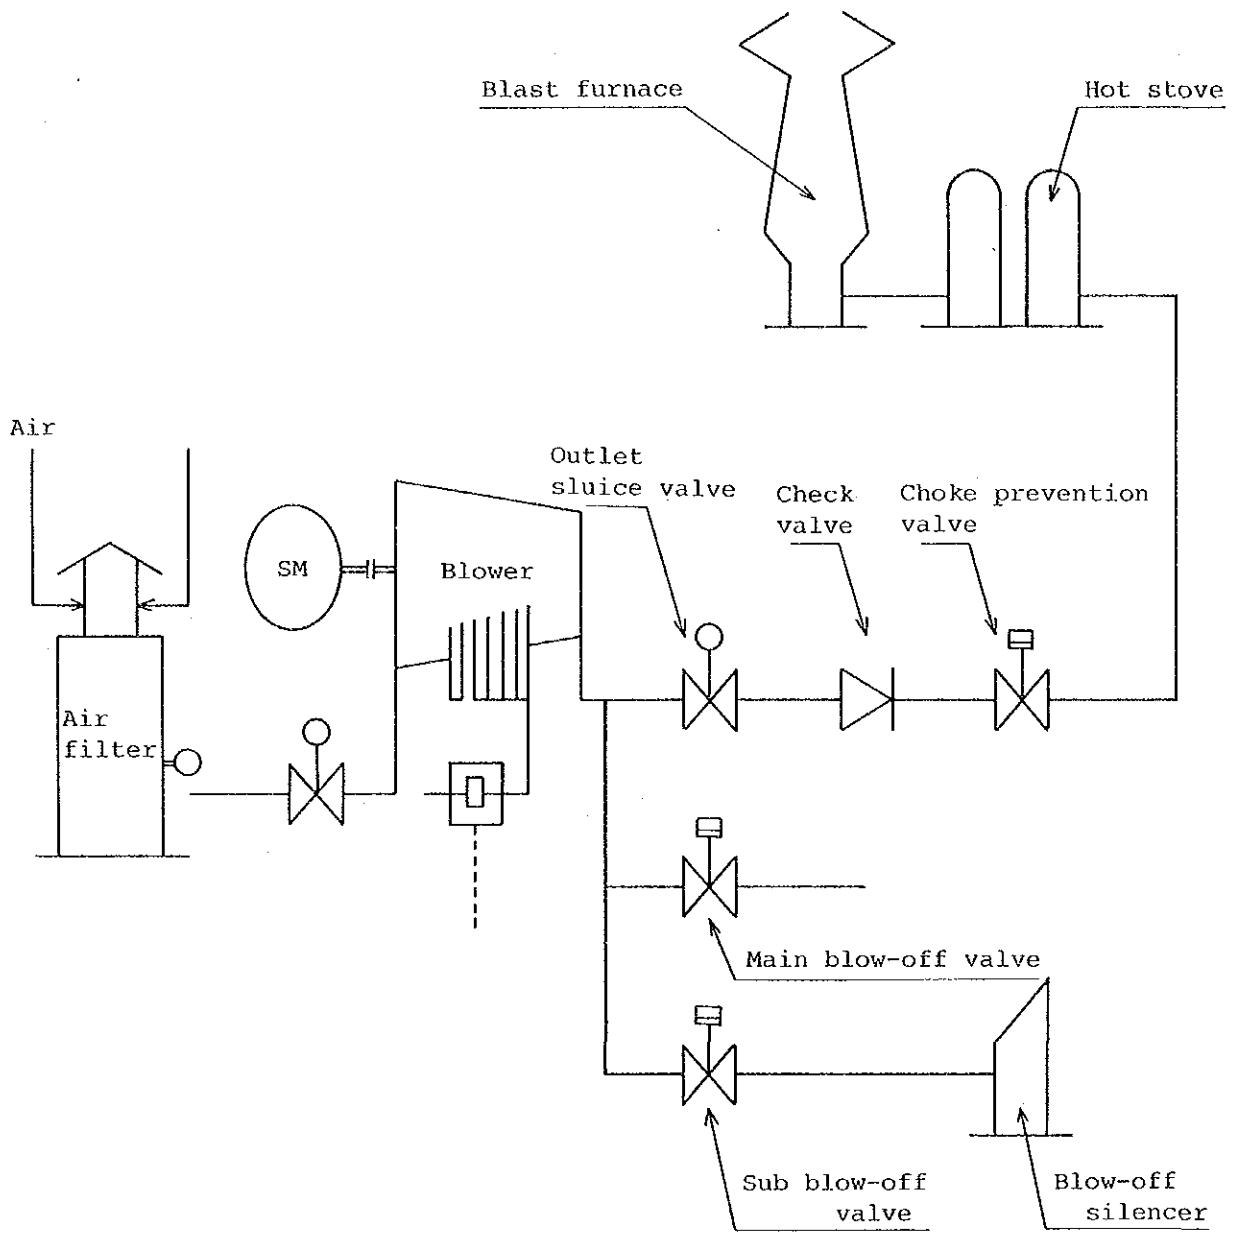 Blast furnace
Hot stove
Air
Outlet
sluice valve
Check
valve
Choke prevention
valve
SM
Blower
Air
filter
Main blow-off valve
Sub blow-off
valve
Blow-off
silencer